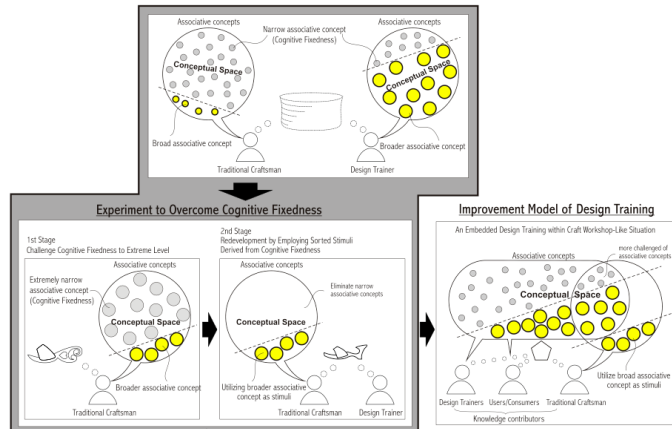 Associative concepts
Associative concepts
Narrow associative concept
(Cognitive Fixedness)
Conceptual Space
Conceptual Space
Broad associative concept
Broader associative concept
Traditional Craftsman
Design Trainer
Experiment to Overcome Cognitive Fixedness
1st Stage
Challenge Cognitive Fixedness to Extreme Level
Associative concepts
Extremely narrow
associative concept
(Cognitive Fixedness)
Conceptual Space
Broader associative concept
Traditional Craftsman
2nd Stage
Redevelopment by Employing Sorted Stimuli
Derived from Cognitive Fixedness
Associative concepts
Eliminate narrow
associative concepts
Conceptual Space
Utilizing broader associative
concept as stimuli
Traditional Craftsman
Design Trainer
Improvement Model of Design Training
An Embedded Design Training within Craft Workshop-Like Situation
more challenged of
associative concepts
Associative concepts
Conceptual Space
Utilize broad associative
concept as stimuli
Design Trainers
Users/Consumers
Traditional Craftsman
Knowledge contributors